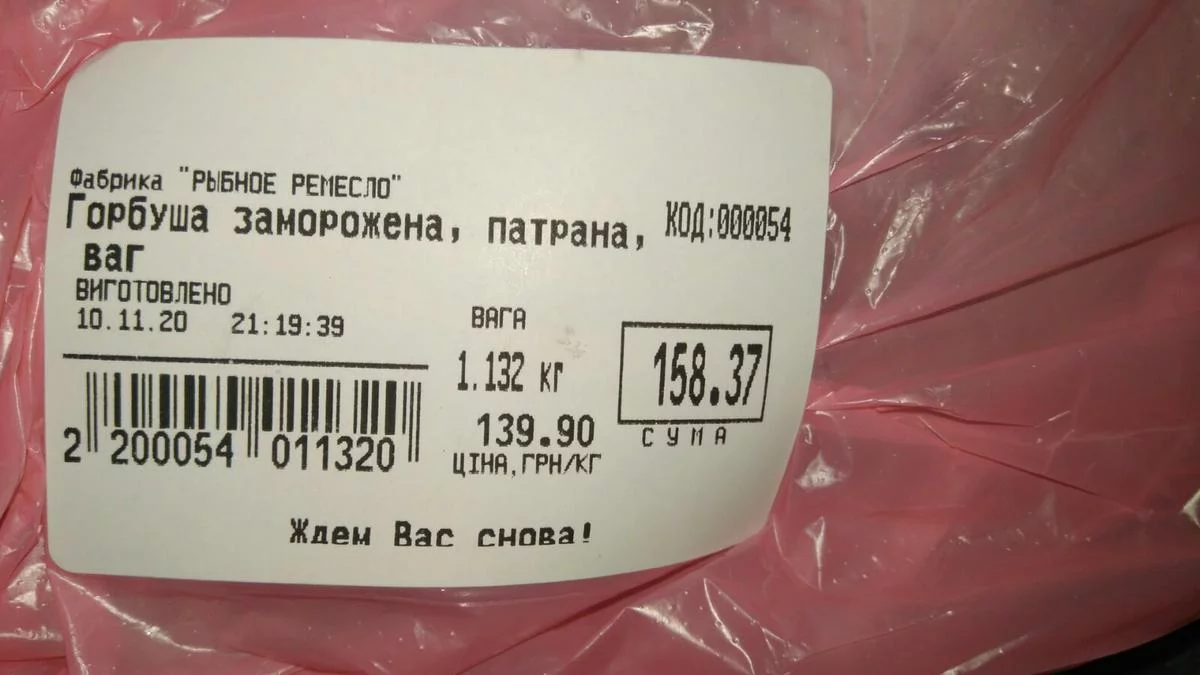 Фабрика "РЫБНОЕ РЕМЕСЛО"
Горбуша заморожена, патрана, КОД:000054
ваг
ВИГОТОВЛЕНО
10.11.20 21:19:39
ВАГА
1.132 кг
158.37
139.90
СУМА
ЦІНА,ГРН/КГ
2 200054 011320
Ждем Вас снова!